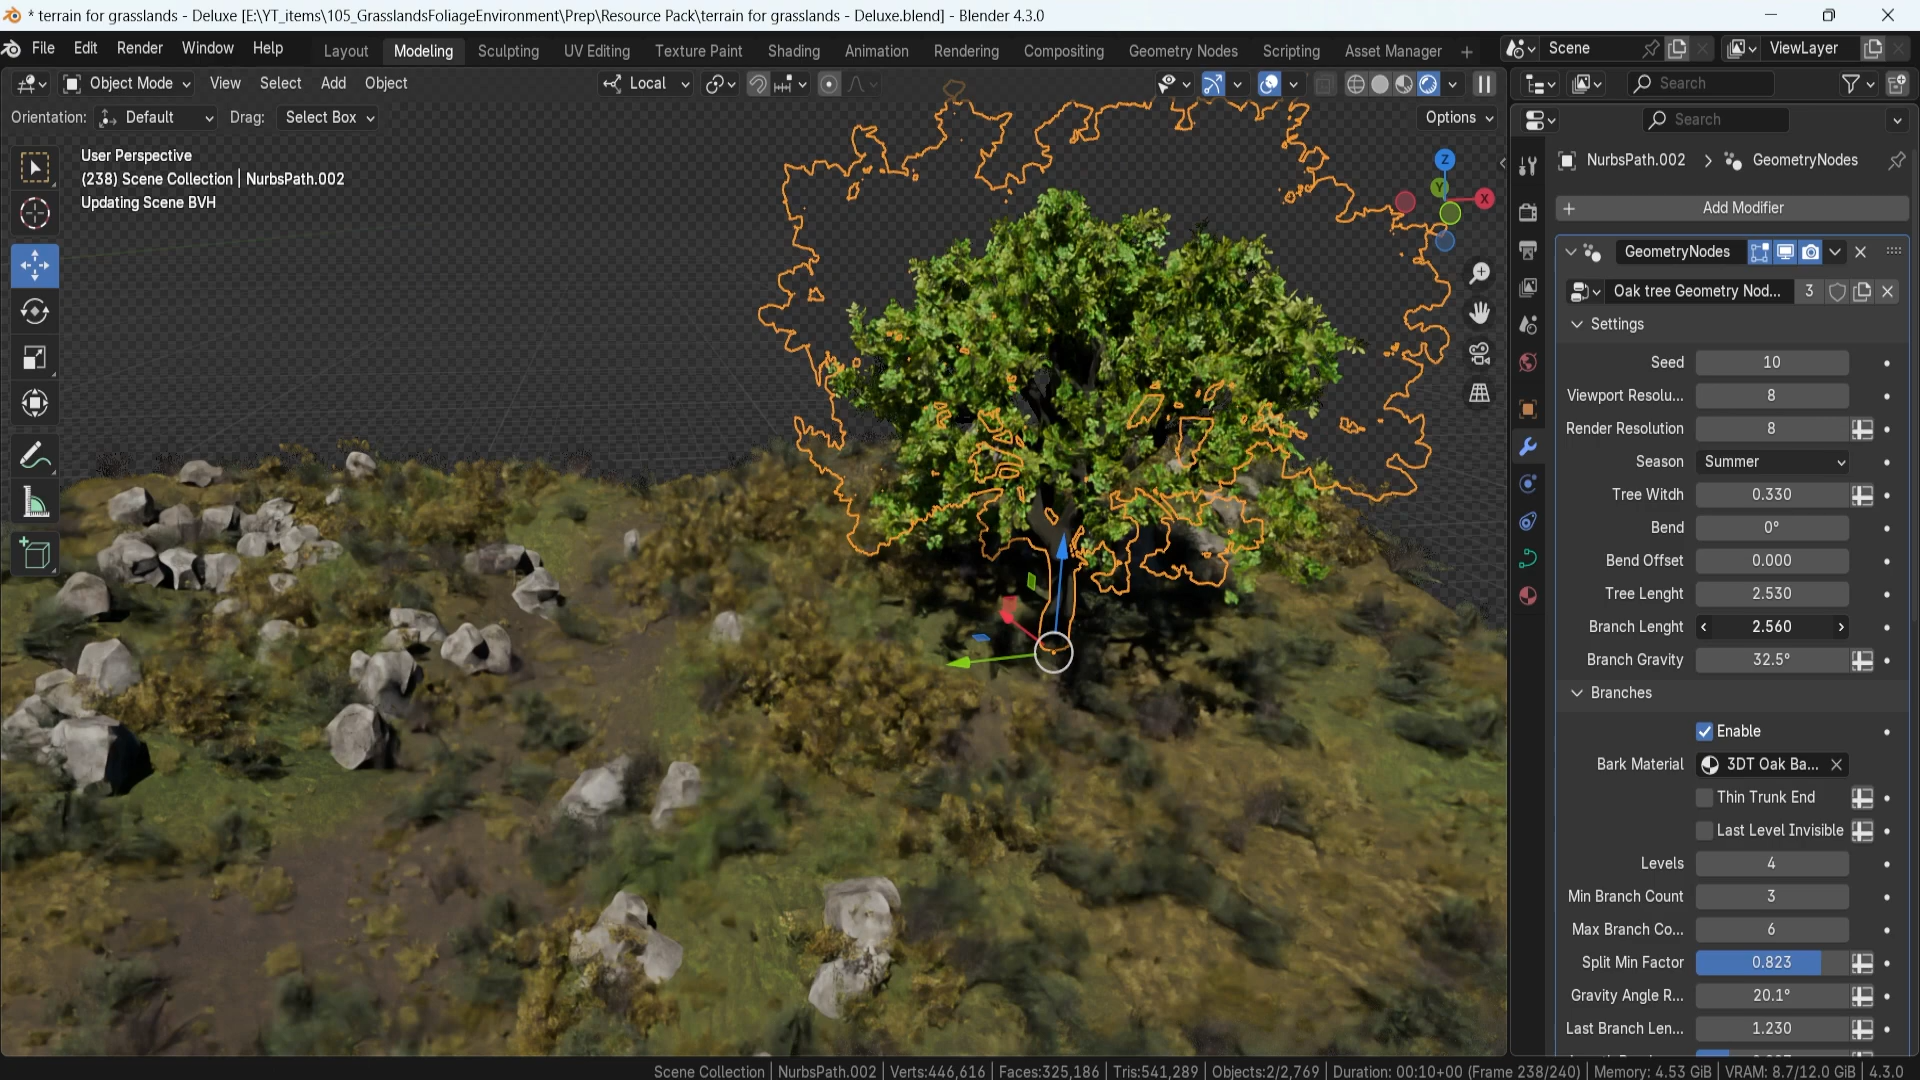 * terrain for grasslands - Deluxe [E:\YT_items\105_GrasslandsFoliageEnvironment\Prep\Resource Pack\terrain for grasslands - Deluxe.blend] - Blender 4.3.0
File Edit Render Window Help Layout Modeling Sculpting UV Editing Texture Paint Shading Animation Rendering Compositing Geometry Nodes Scripting Asset Manager + Scene ViewLayer
Object Mode View Select Add Object Local Search
Orientation: Default Drag: Select Box Options Search
User Perspective
(238) Scene Collection | NurbsPath.002
Updating Scene BVH
Z
Y
X
NurbsPath.002 > GeometryNodes
+ Add Modifier
GeometryNodes
Oak tree Geometry Nod... 3
Settings
Seed 10
Viewport Resolu... 8
Render Resolution 8
Season Summer
Tree Witdh 0.330
Bend 0°
Bend Offset 0.000
Tree Lenght 2.530
Branch Lenght 2.560
Branch Gravity 32.5°
Branches
Enable
Bark Material 3DT Oak Ba...
Thin Trunk End
Last Level Invisible
Levels 4
Min Branch Count 3
Max Branch Co... 6
Split Min Factor 0.823
Gravity Angle R... 20.1°
Last Branch Len... 1.230
Scene Collection | NurbsPath.002 | Verts:446,616 | Faces:325,186 | Tris:541,289 | Objects:2/2,769 | Duration: 00:10+00 (Frame 238/240) | Memory: 4.53 GiB | VRAM: 8.7/12.0 GiB | 4.3.0